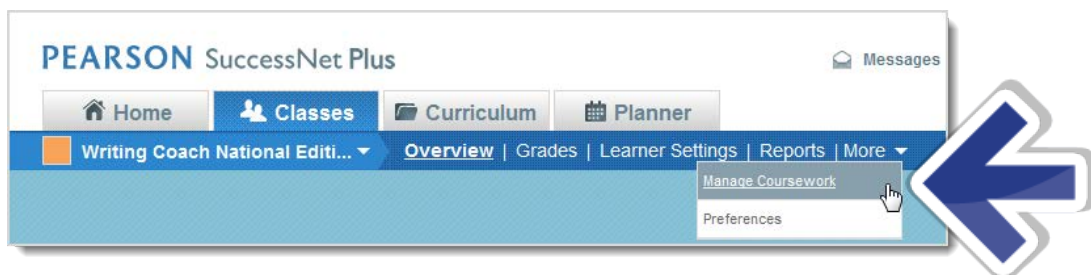 PEARSON SuccessNet Plus
Messages
Home Classes Curriculum Planner
Writing Coach National Editi... Overview | Grades | Learner Settings | Reports | More
Manage Coursework
Preferences